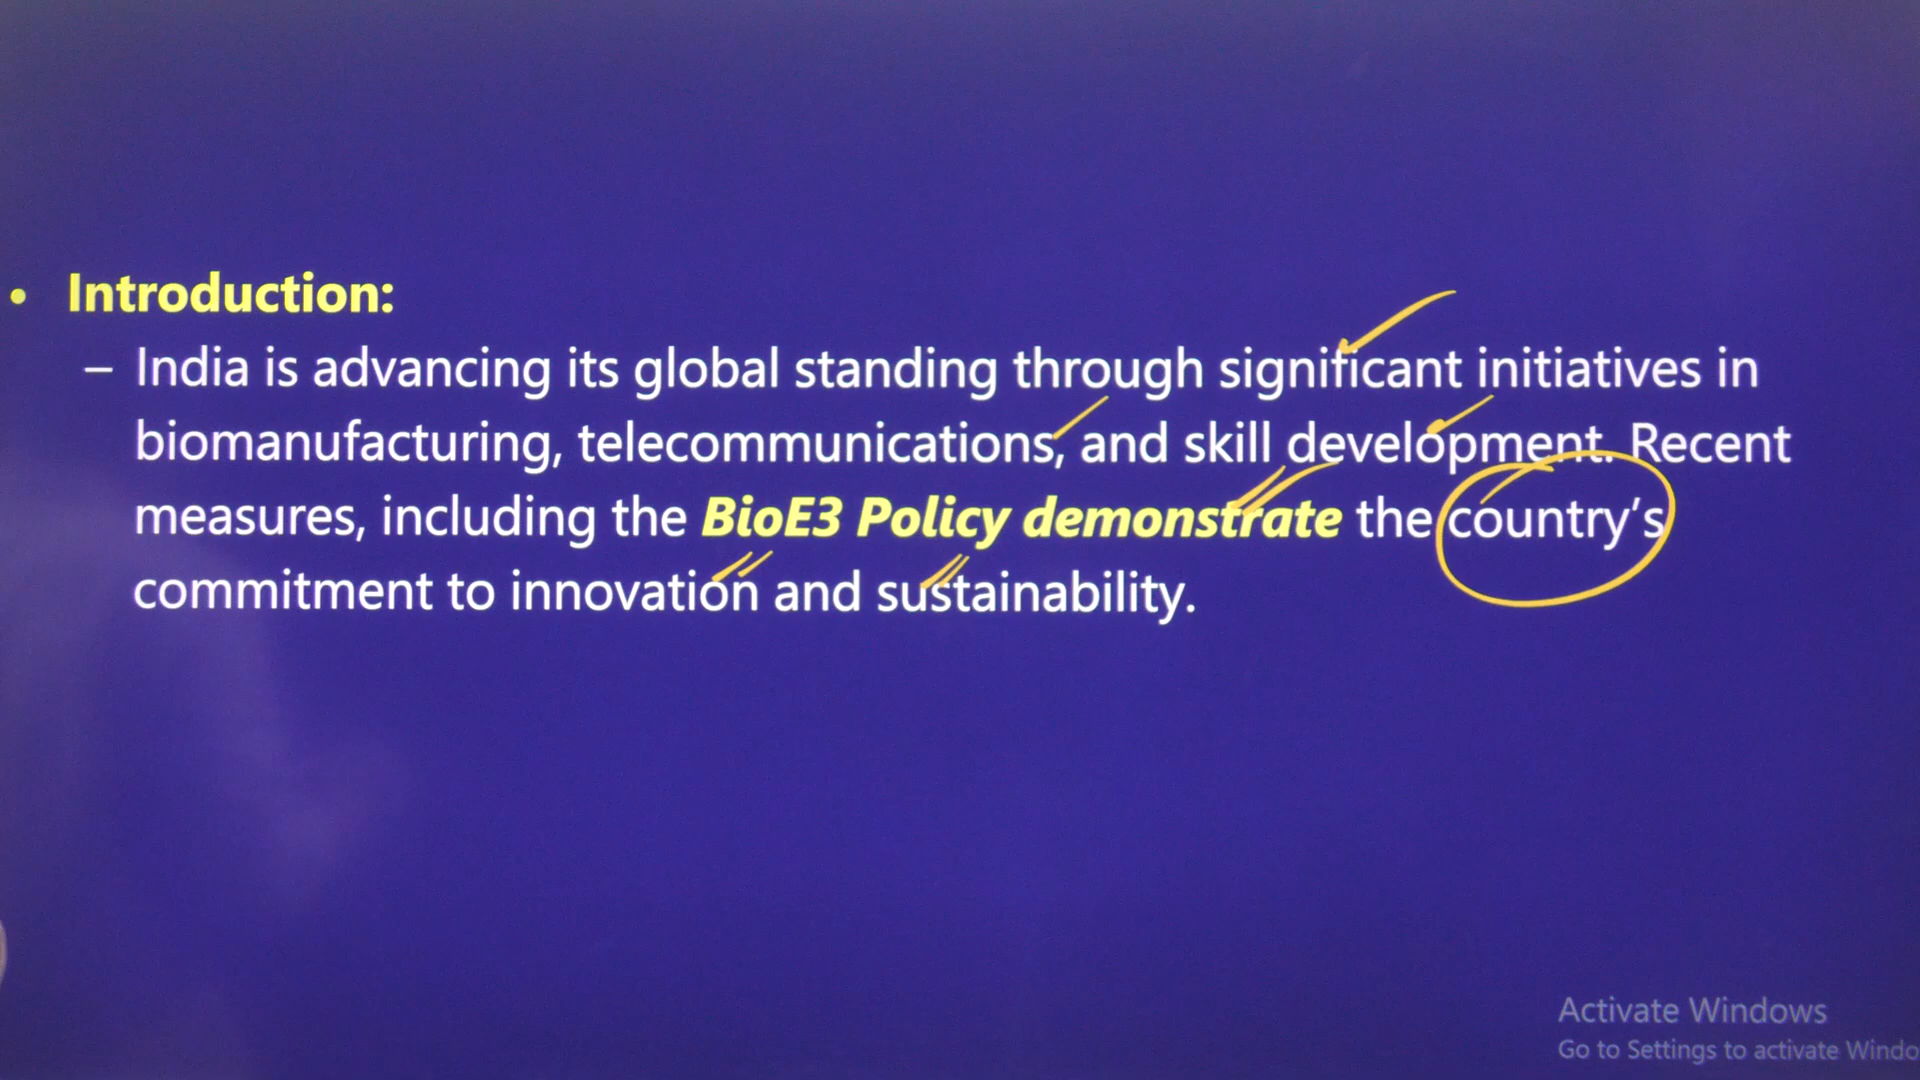 • Introduction:
– India is advancing its global standing through significant initiatives in
biomanufacturing, telecommunications, and skill development. Recent
measures, including the BioE3 Policy demonstrate the country's
commitment to innovation and sustainability.
Activate Windows
Go to Settings to activate Windo